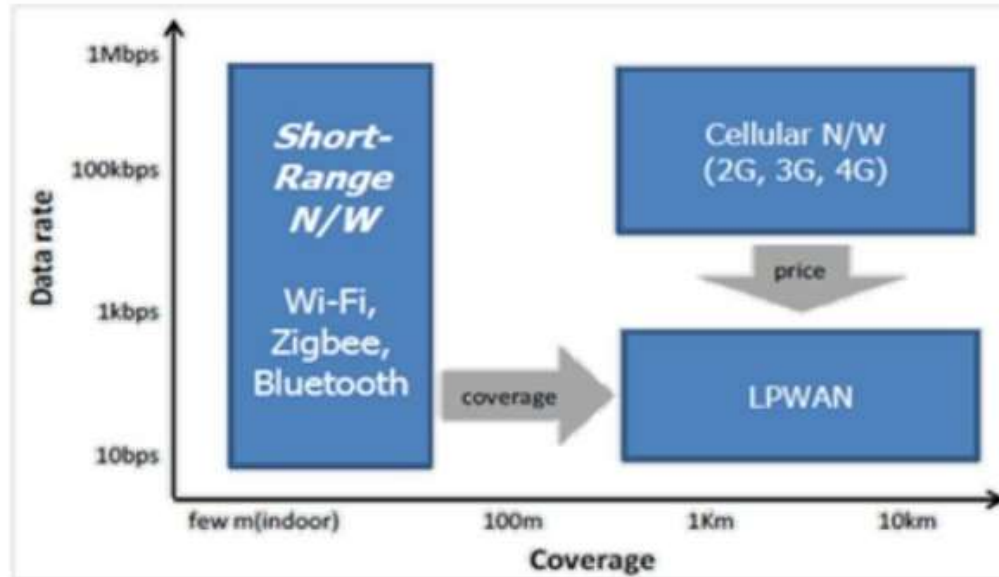 Data rate
1Mbps
100kbps
1kbps
10bps
Short-
Range
N/W
Wi-Fi,
Zigbee,
Bluetooth
coverage
Cellular N/W
(2G, 3G, 4G)
price
LPWAN
few m(indoor)
100m
1Km
10km
Coverage